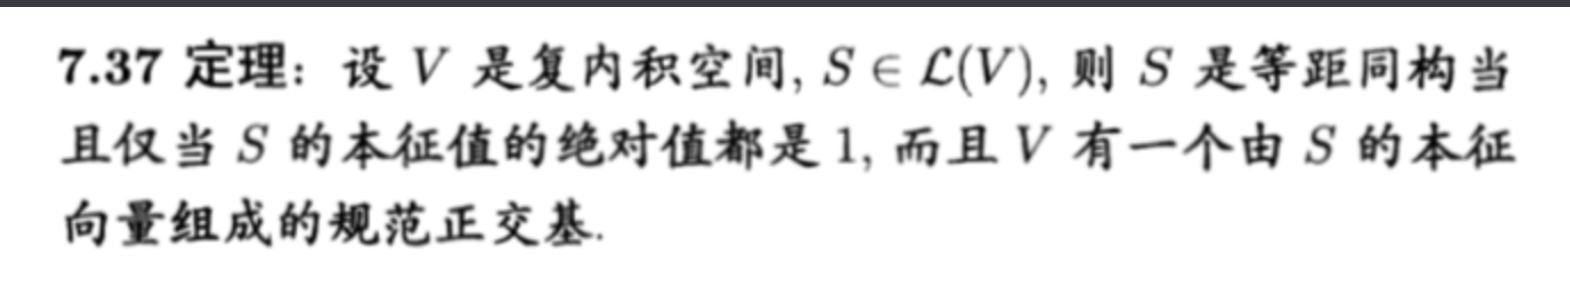 7.37 定理: 设 V 是复内积空间, S ∈ ℒ(V), 则 S 是等距同构当
且仅当 S 的本征值的绝对值都是 1, 而且 V 有一个由 S 的本征
向量组成的规范正交基.